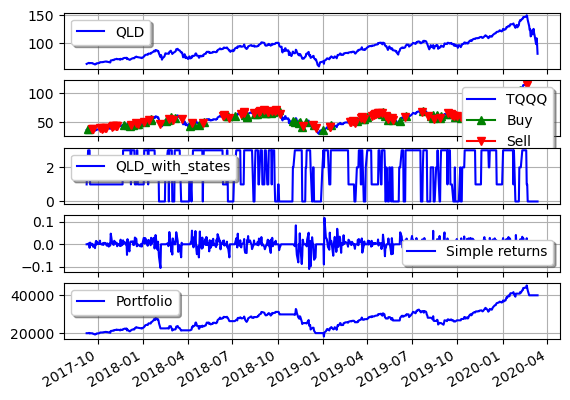 150
QLD
100
100
TQQQ
Buy
50
Sell
2
QLD_with_states
0
0.1
0.0
Simple returns
−0.1
40000
Portfolio
20000
2017-10 2018-01 2018-04 2018-07 2018-10 2019-01 2019-04 2019-07 2019-10 2020-01 2020-04